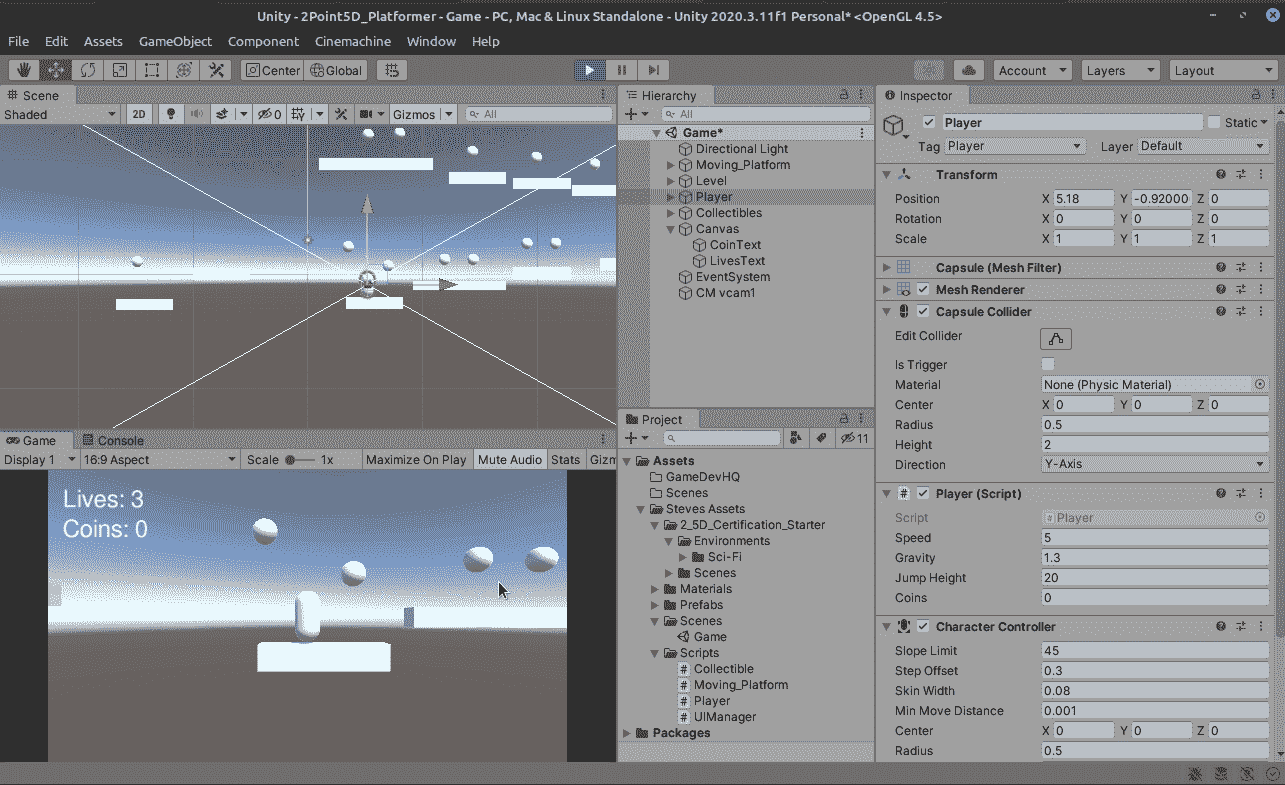 Unity - 2Point5D_Platformer - Game - PC, Mac & Linux Standalone - Unity 2020.3.11f1 Personal* <OpenGL 4.5>
File Edit Assets GameObject Component Cinemachine Window Help
Center Global Account Layers Layout
Scene
Shaded 2D 0 Gizmos All
Game Console
Display 1 16:9 Aspect Scale 1x Maximize On Play Mute Audio Stats Gizm
Lives: 3
Coins: 0
Hierarchy
All
Game*
Directional Light
Moving_Platform
Level
Player
Collectibles
Canvas
CoinText
LivesText
EventSystem
CM vcam1
Project
11
Assets
GameDevHQ
Scenes
Steves Assets
2_5D_Certification_Starter
Environments
Sci-Fi
Scenes
Materials
Prefabs
Scenes
Game
Scripts
# Collectible
# Moving_Platform
# Player
# UIManager
Packages
Inspector
Player Static
Tag Player Layer Default
Transform
Position X 5.18 Y -0.92000 Z 0
Rotation X 0 Y 0 Z 0
Scale X 1 Y 1 Z 1
Capsule (Mesh Filter)
Mesh Renderer
Capsule Collider
Edit Collider
Is Trigger
Material None (Physic Material)
Center X 0 Y 0 Z 0
Radius 0.5
Height 2
Direction Y-Axis
# Player (Script)
Script # Player
Speed 5
Gravity 1.3
Jump Height 20
Coins 0
Character Controller
Slope Limit 45
Step Offset 0.3
Skin Width 0.08
Min Move Distance 0.001
Center X 0 Y 0 Z 0
Radius 0.5